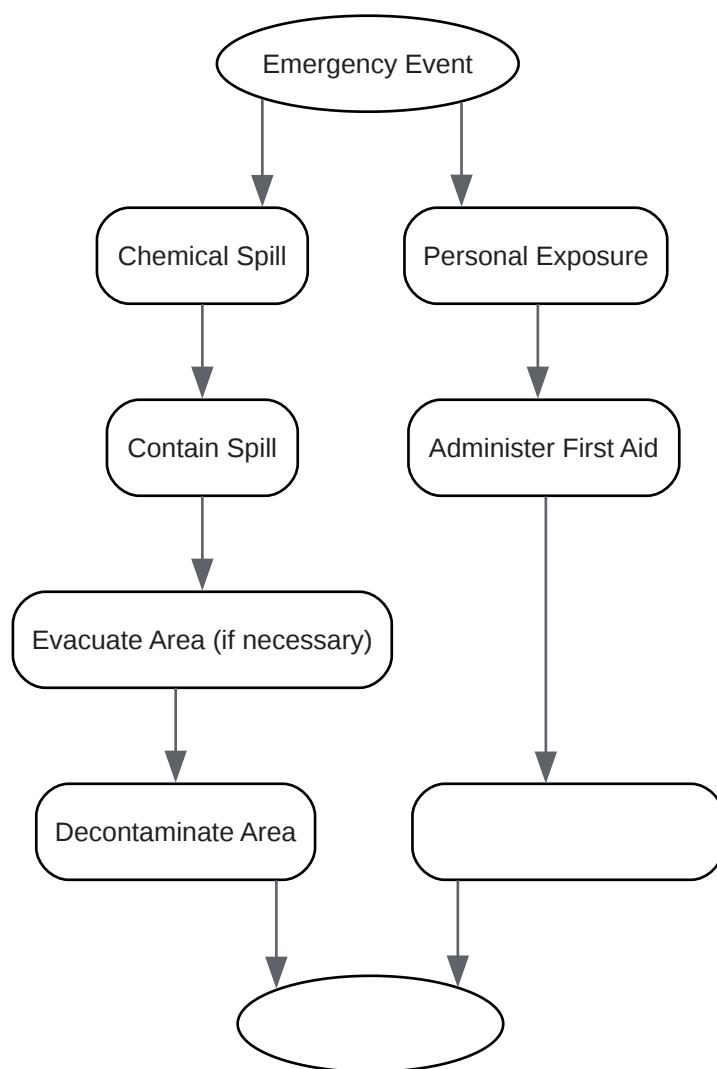 Emergency Event
Chemical Spill
Personal Exposure
Contain Spill
Administer First Aid
Evacuate Area (if necessary)
Decontaminate Area